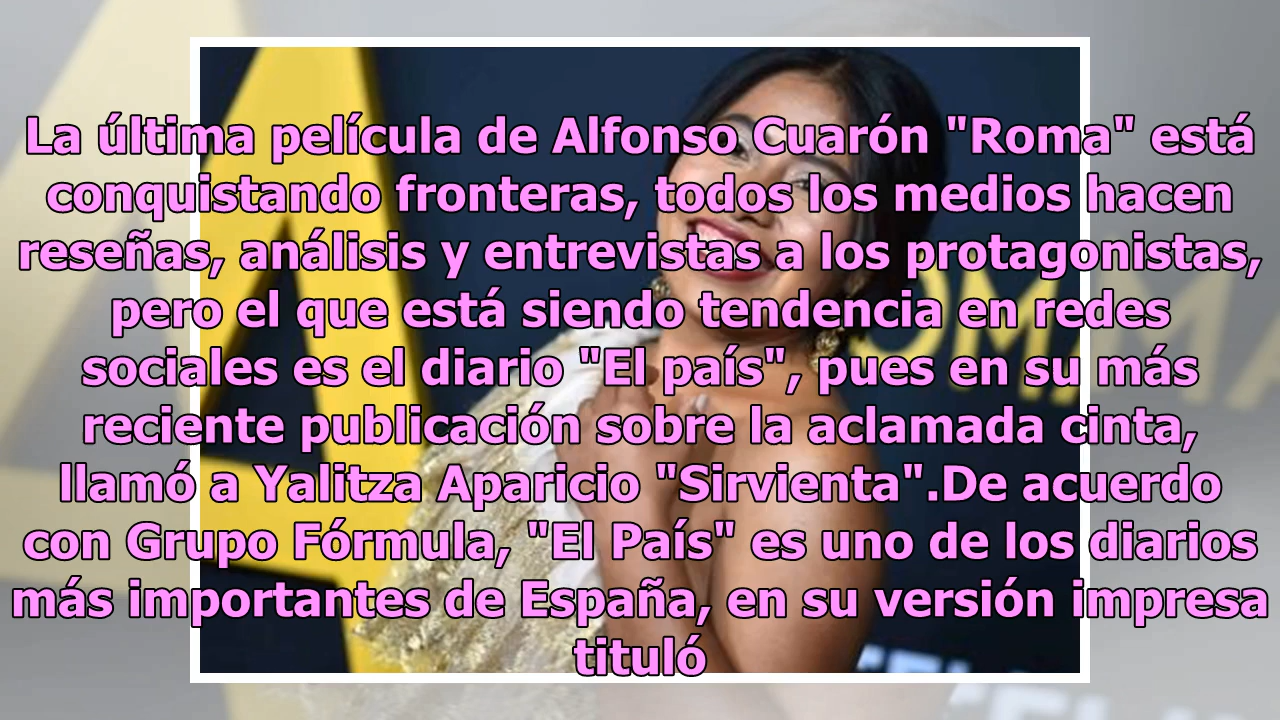 La última película de Alfonso Cuarón "Roma" está
conquistando fronteras, todos los medios hacen
reseñas, análisis y entrevistas a los protagonistas,
pero el que está siendo tendencia en redes
sociales es el diario "El país", pues en su más
reciente publicación sobre la aclamada cinta,
llamó a Yalitza Aparicio "Sirvienta".De acuerdo
con Grupo Fórmula, "El País" es uno de los diarios
más importantes de España, en su versión impresa
tituló